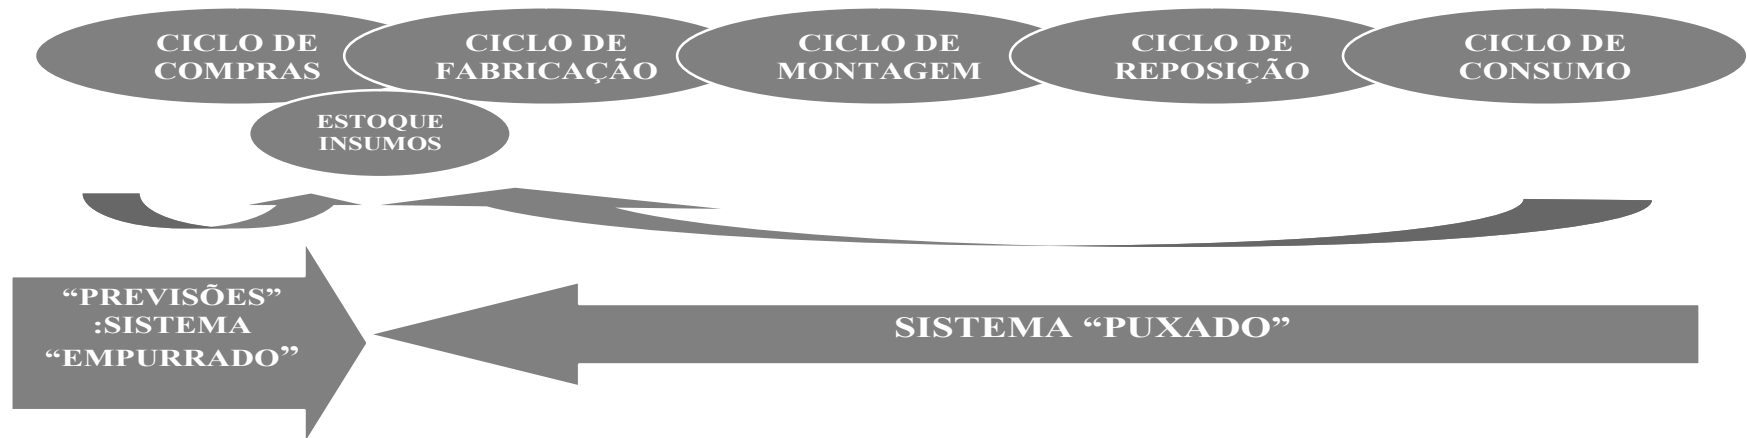 CICLO DE
COMPRAS
CICLO DE
FABRICAÇÃO
CICLO DE
MONTAGEM
CICLO DE
REPOSIÇÃO
CICLO DE
CONSUMO
ESTOQUE
INSUMOS
“PREVISÕES”
:SISTEMA
“EMPURRADO”
SISTEMA “PUXADO”